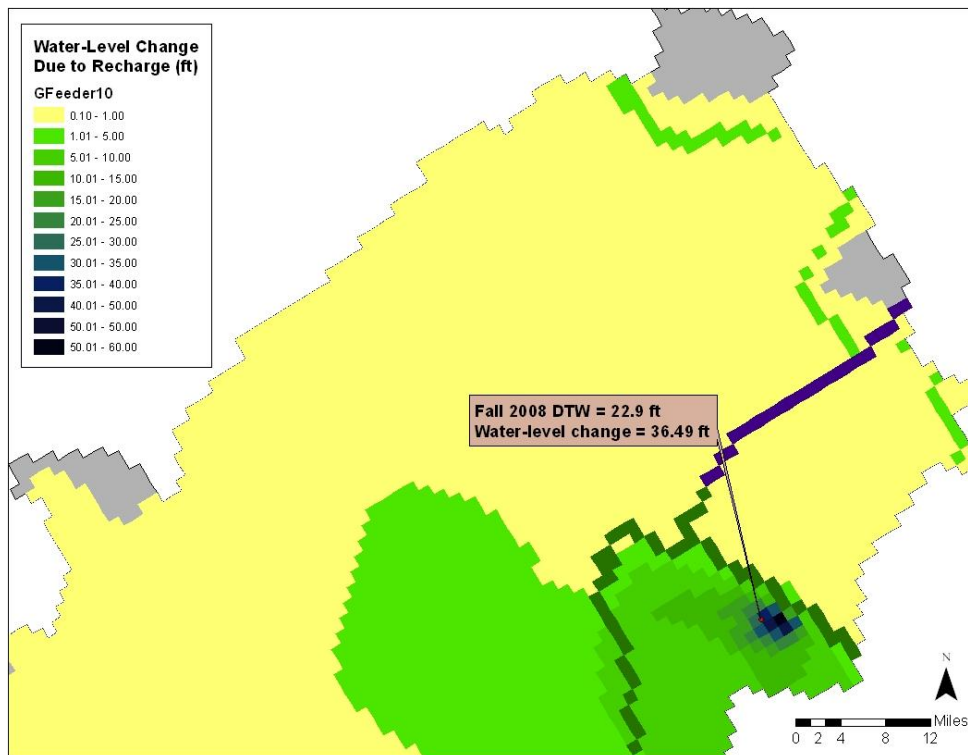 Water-Level Change
Due to Recharge (ft)
GFeeder10
0.10 - 1.00
1.01 - 5.00
5.01 - 10.00
10.01 - 15.00
15.01 - 20.00
20.01 - 25.00
25.01 - 30.00
30.01 - 35.00
35.01 - 40.00
40.01 - 50.00
50.01 - 50.00
50.01 - 60.00
Fall 2008 DTW = 22.9 ft
Water-level change = 36.49 ft
N
Miles
0 2 4 8 12